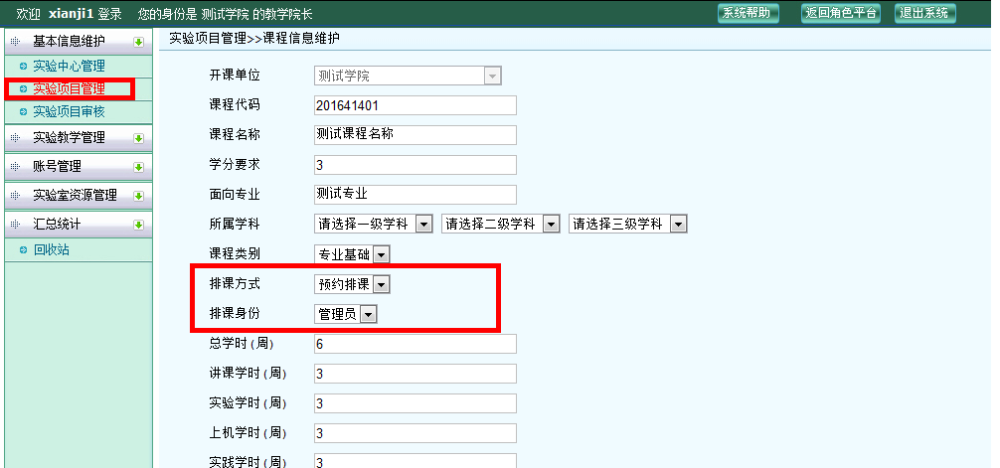 欢迎 xianji1 登录 您的身份是 测试学院 的教学院长 系统帮助 返回角色平台 退出系统
基本信息维护
实验中心管理
实验项目管理
实验项目审核
实验教学管理
账号管理
实验室资源管理
汇总统计
回收站
实验项目管理>>课程信息维护
开课单位 测试学院
课程代码 201641401
课程名称 测试课程名称
学分要求 3
面向专业 测试专业
所属学科 请选择一级学科 请选择二级学科 请选择三级学科
课程类别 专业基础
排课方式 预约排课
排课身份 管理员
总学时(周) 6
讲课学时(周) 3
实验学时(周) 3
上机学时(周) 3
实践学时(周) 3